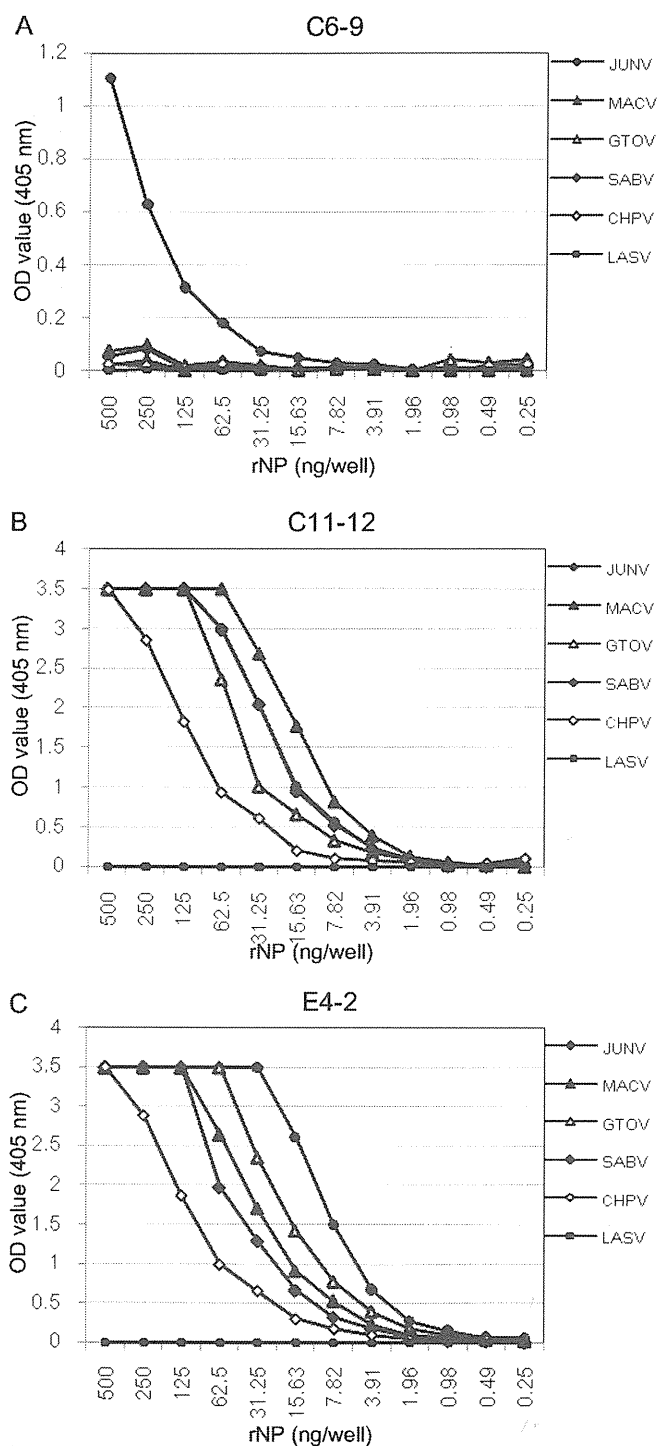 A
C6-9
1.2
1
0.8
0.6
0.4
0.2
0
OD value (405 nm)
500
250
125
62.5
31.25
15.63
7.82
3.91
1.96
0.98
0.49
0.25
rNP (ng/well)
JUNV
MACV
GTOV
SABV
CHPV
LASV
B
C11-12
4
3.5
3
2.5
2
1.5
1
0.5
0
OD value (405 nm)
500
250
125
62.5
31.25
15.63
7.82
3.91
1.96
0.98
0.49
0.25
rNP (ng/well)
JUNV
MACV
GTOV
SABV
CHPV
LASV
C
E4-2
4
3.5
3
2.5
2
1.5
1
0.5
0
OD value (405 nm)
500
250
125
62.5
31.25
15.63
7.82
3.91
1.96
0.98
0.49
0.25
rNP (ng/well)
JUNV
MACV
GTOV
SABV
CHPV
LASV